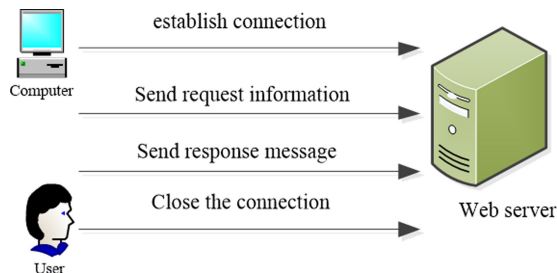 establish connection
Computer
Send request information
Send response message
Close the connection
Web server
User